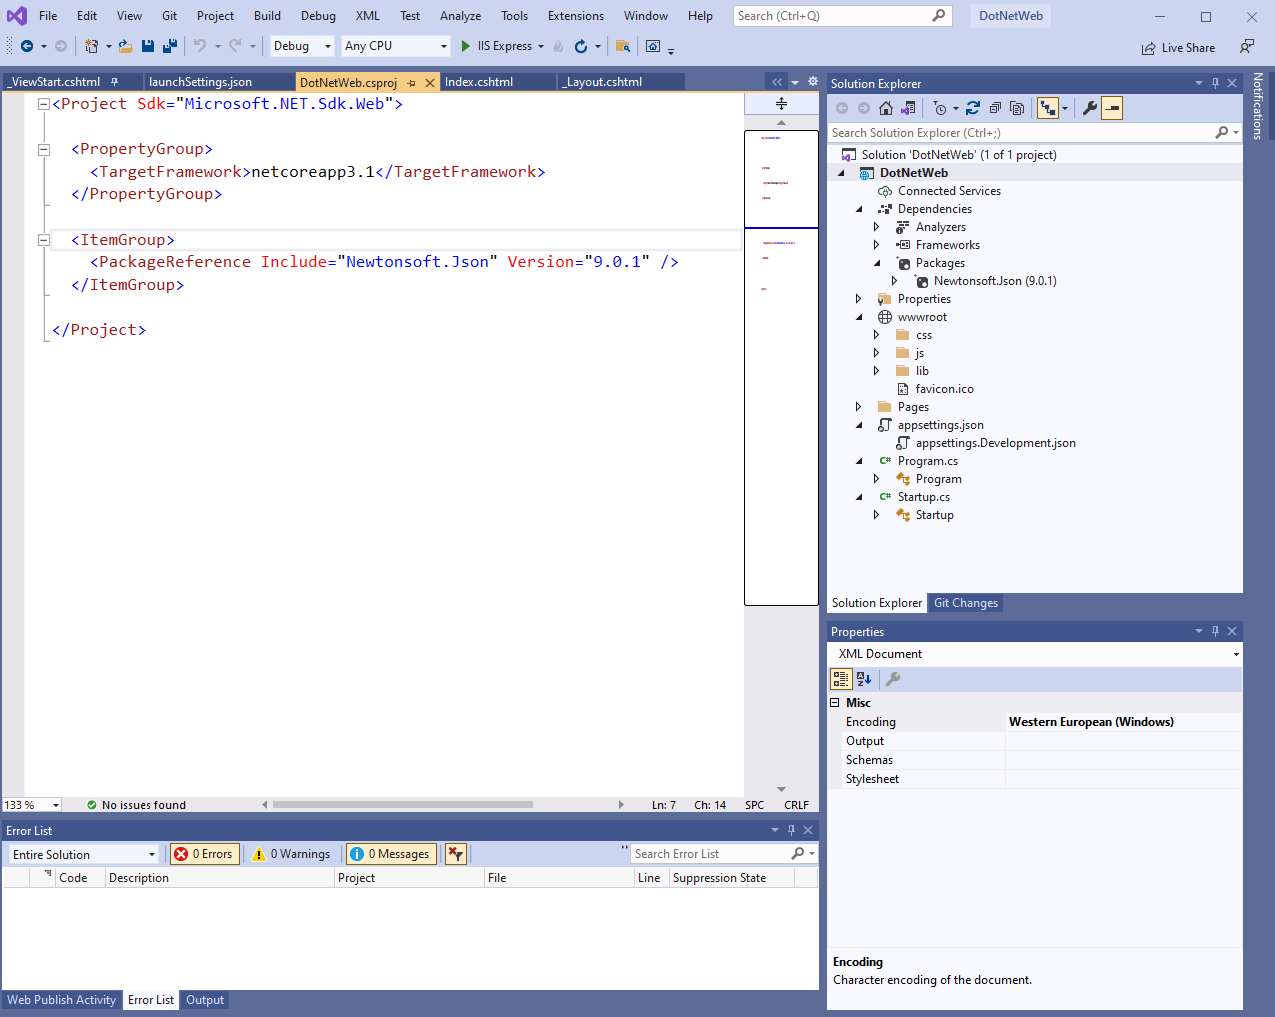 File Edit View Git Project Build Debug XML Test Analyze Tools Extensions Window Help Search (Ctrl+Q) DotNetWeb
Debug Any CPU IIS Express Live Share
_ViewStart.cshtml launchSettings.json DotNetWeb.csproj Index.cshtml _Layout.cshtml
<Project Sdk="Microsoft.NET.Sdk.Web">
<PropertyGroup>
<TargetFramework>netcoreapp3.1</TargetFramework>
</PropertyGroup>
<ItemGroup>
<PackageReference Include="Newtonsoft.Json" Version="9.0.1" />
</ItemGroup>
</Project>
133 % No issues found Ln: 7 Ch: 14 SPC CRLF
Solution Explorer
Search Solution Explorer (Ctrl+;)
Solution 'DotNetWeb' (1 of 1 project)
DotNetWeb
Connected Services
Dependencies
Analyzers
Frameworks
Packages
Newtonsoft.Json (9.0.1)
Properties
wwwroot
css
js
lib
favicon.ico
Pages
appsettings.json
appsettings.Development.json
C# Program.cs
Program
C# Startup.cs
Startup
Solution Explorer Git Changes
Notifications
Properties
XML Document
Misc
Encoding Western European (Windows)
Output
Schemas
Stylesheet
Encoding
Character encoding of the document.
Error List
Entire Solution 0 Errors 0 Warnings 0 Messages Search Error List
Code Description Project File Line Suppression State
Web Publish Activity Error List Output